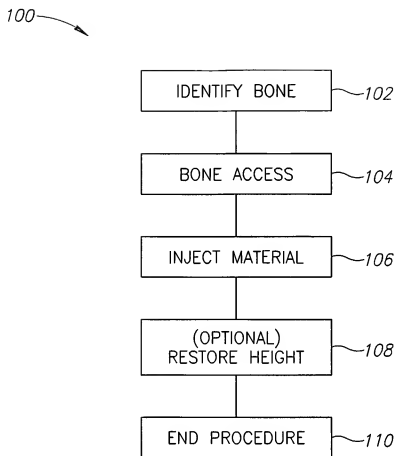 100
IDENTIFY BONE 102
BONE ACCESS 104
INJECT MATERIAL 106
(OPTIONAL)
RESTORE HEIGHT 108
END PROCEDURE 110